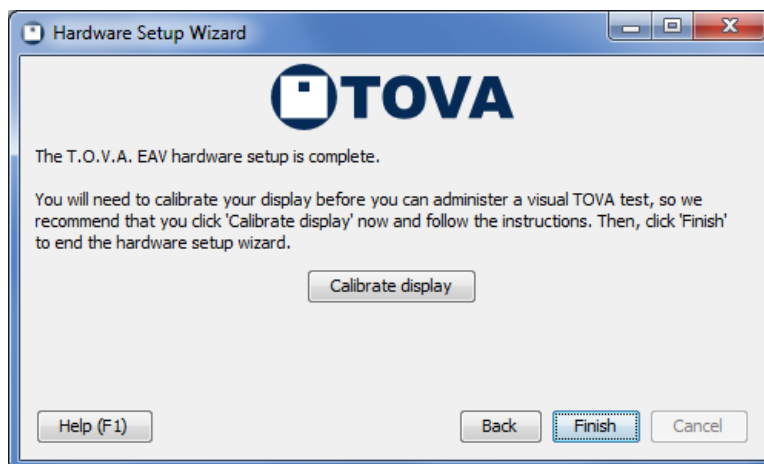 Hardware Setup Wizard
TOVA
The T.O.V.A. EAV hardware setup is complete.
You will need to calibrate your display before you can administer a visual TOVA test, so we
recommend that you click 'Calibrate display' now and follow the instructions. Then, click 'Finish'
to end the hardware setup wizard.
Calibrate display
Help (F1)
Back
Finish
Cancel